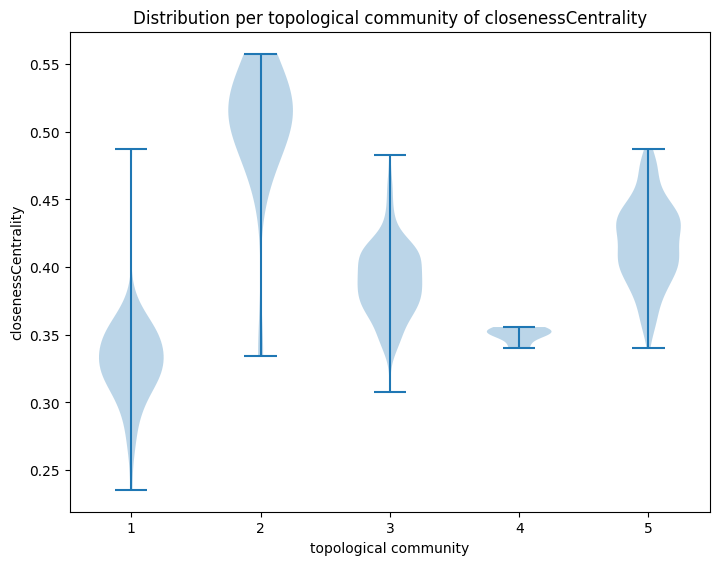 Distribution per topological community of closenessCentrality
0.55
0.50
0.45
0.40
0.35
0.30
0.25
closenessCentrality
1 2 3 4 5
topological community